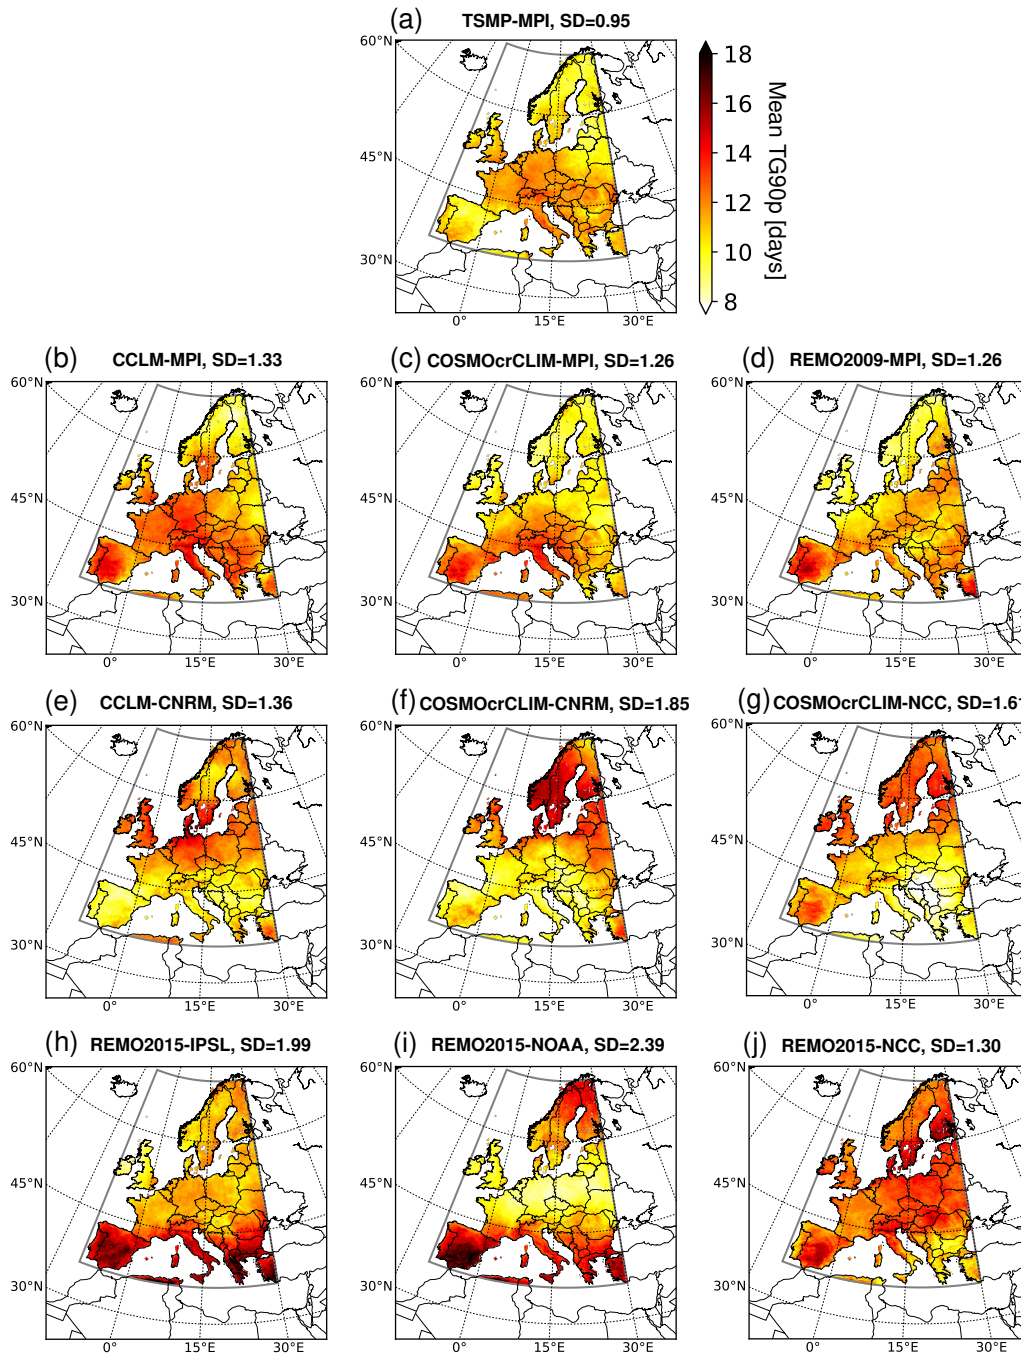 (a) TSMP-MPI, SD=0.95
60°N
45°N
30°N
0° 15°E 30°E
18
16
14
12
10
8
Mean TG90p [days]
(b) CCLM-MPI, SD=1.33
60°N
45°N
30°N
0° 15°E 30°E
(c) COSMOcrCLIM-MPI, SD=1.26
60°N
45°N
30°N
0° 15°E 30°E
(d) REMO2009-MPI, SD=1.26
60°N
45°N
30°N
0° 15°E 30°E
(e) CCLM-CNRM, SD=1.36
60°N
45°N
30°N
0° 15°E 30°E
(f) COSMOcrCLIM-CNRM, SD=1.85
60°N
45°N
30°N
0° 15°E 30°E
(g) COSMOcrCLIM-NCC, SD=1.61
60°N
45°N
30°N
0° 15°E 30°E
(h) REMO2015-IPSL, SD=1.99
60°N
45°N
30°N
0° 15°E 30°E
(i) REMO2015-NOAA, SD=2.39
60°N
45°N
30°N
0° 15°E 30°E
(j) REMO2015-NCC, SD=1.30
60°N
45°N
30°N
0° 15°E 30°E